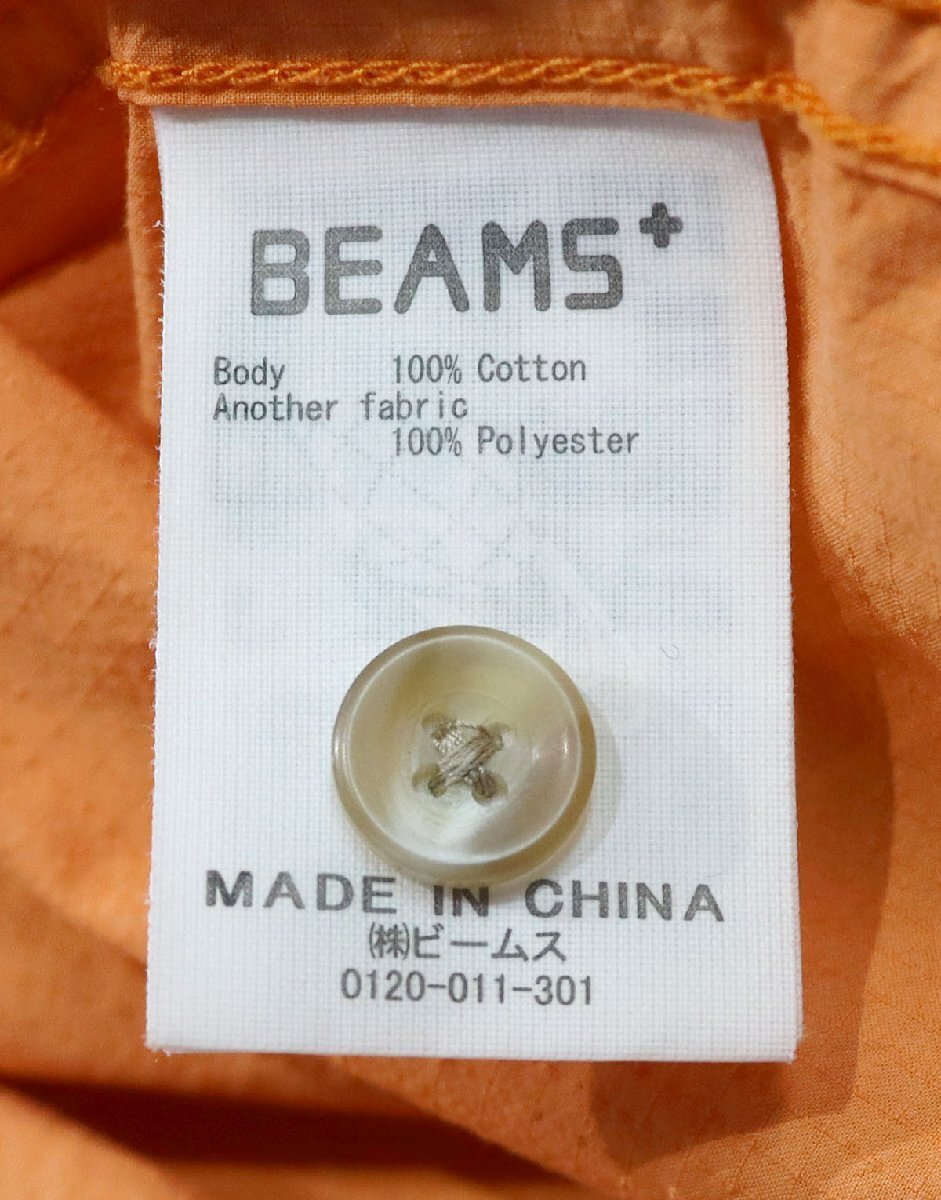 BEAMS+
Body 100% Cotton
Another fabric
100% Polyester
MADE IN CHINA
㈱ビームス
0120-011-301